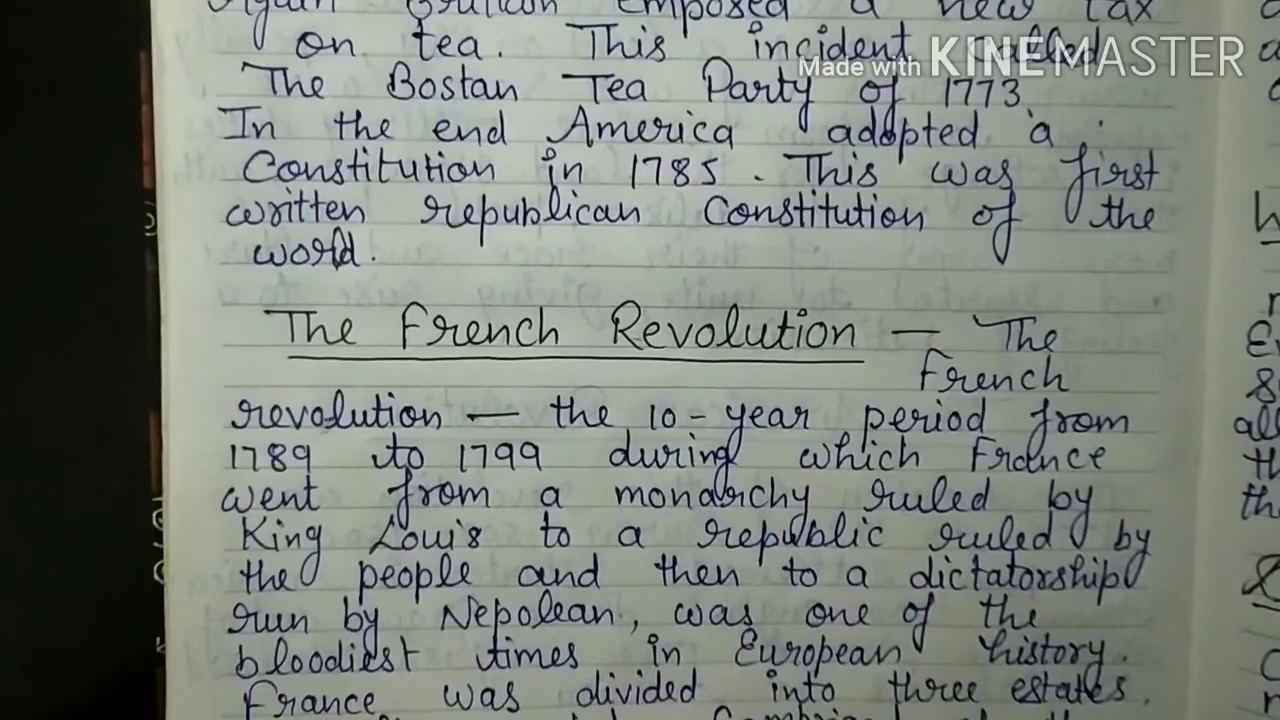 Again Britian emposed a new tax
on tea. This incident called
Made with KINEMASTER
The Bostan Tea Party of 1773.
In the end America adopted a
Constitution in 1785. This was first
written republican Constitution of the
world.
The French Revolution — The
French
revolution — the 10-year period from
1789 to 1799 during which France
went from a monarchy ruled by
King Louis to a republic ruled by
the people and then to a dictatorship
run by Nepolean, was one of the
bloodiest times in European history.
France was divided into three estates.